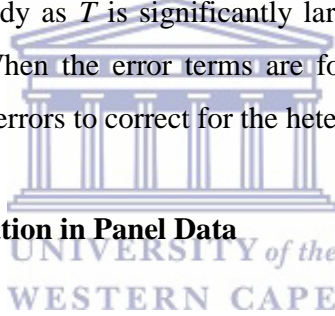 dy as T is significantly lar
When the error terms are fo
errors to correct for the hete
tion in Panel Data
UNIVERSITY of the
WESTERN CAPE